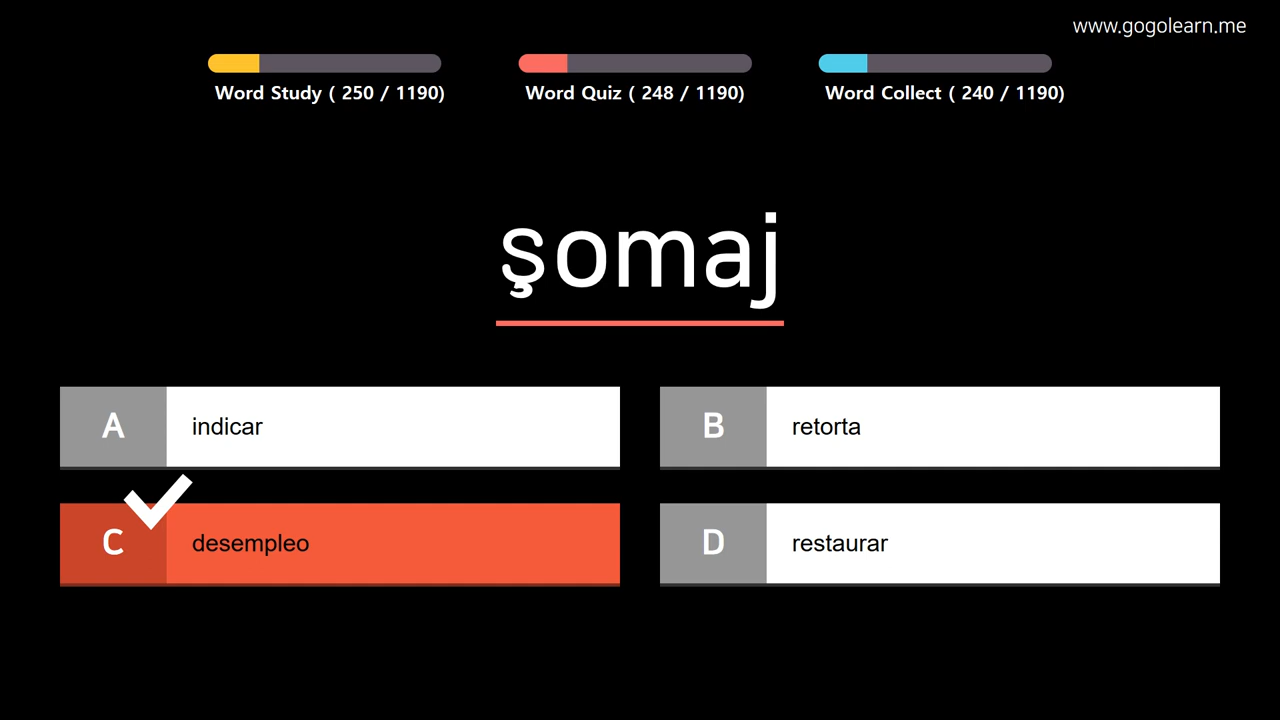 www.gogolearn.me
Word Study ( 250 / 1190)
Word Quiz ( 248 / 1190)
Word Collect ( 240 / 1190)
şomaj
A indicar
B retorta
C desempleo
D restaurar